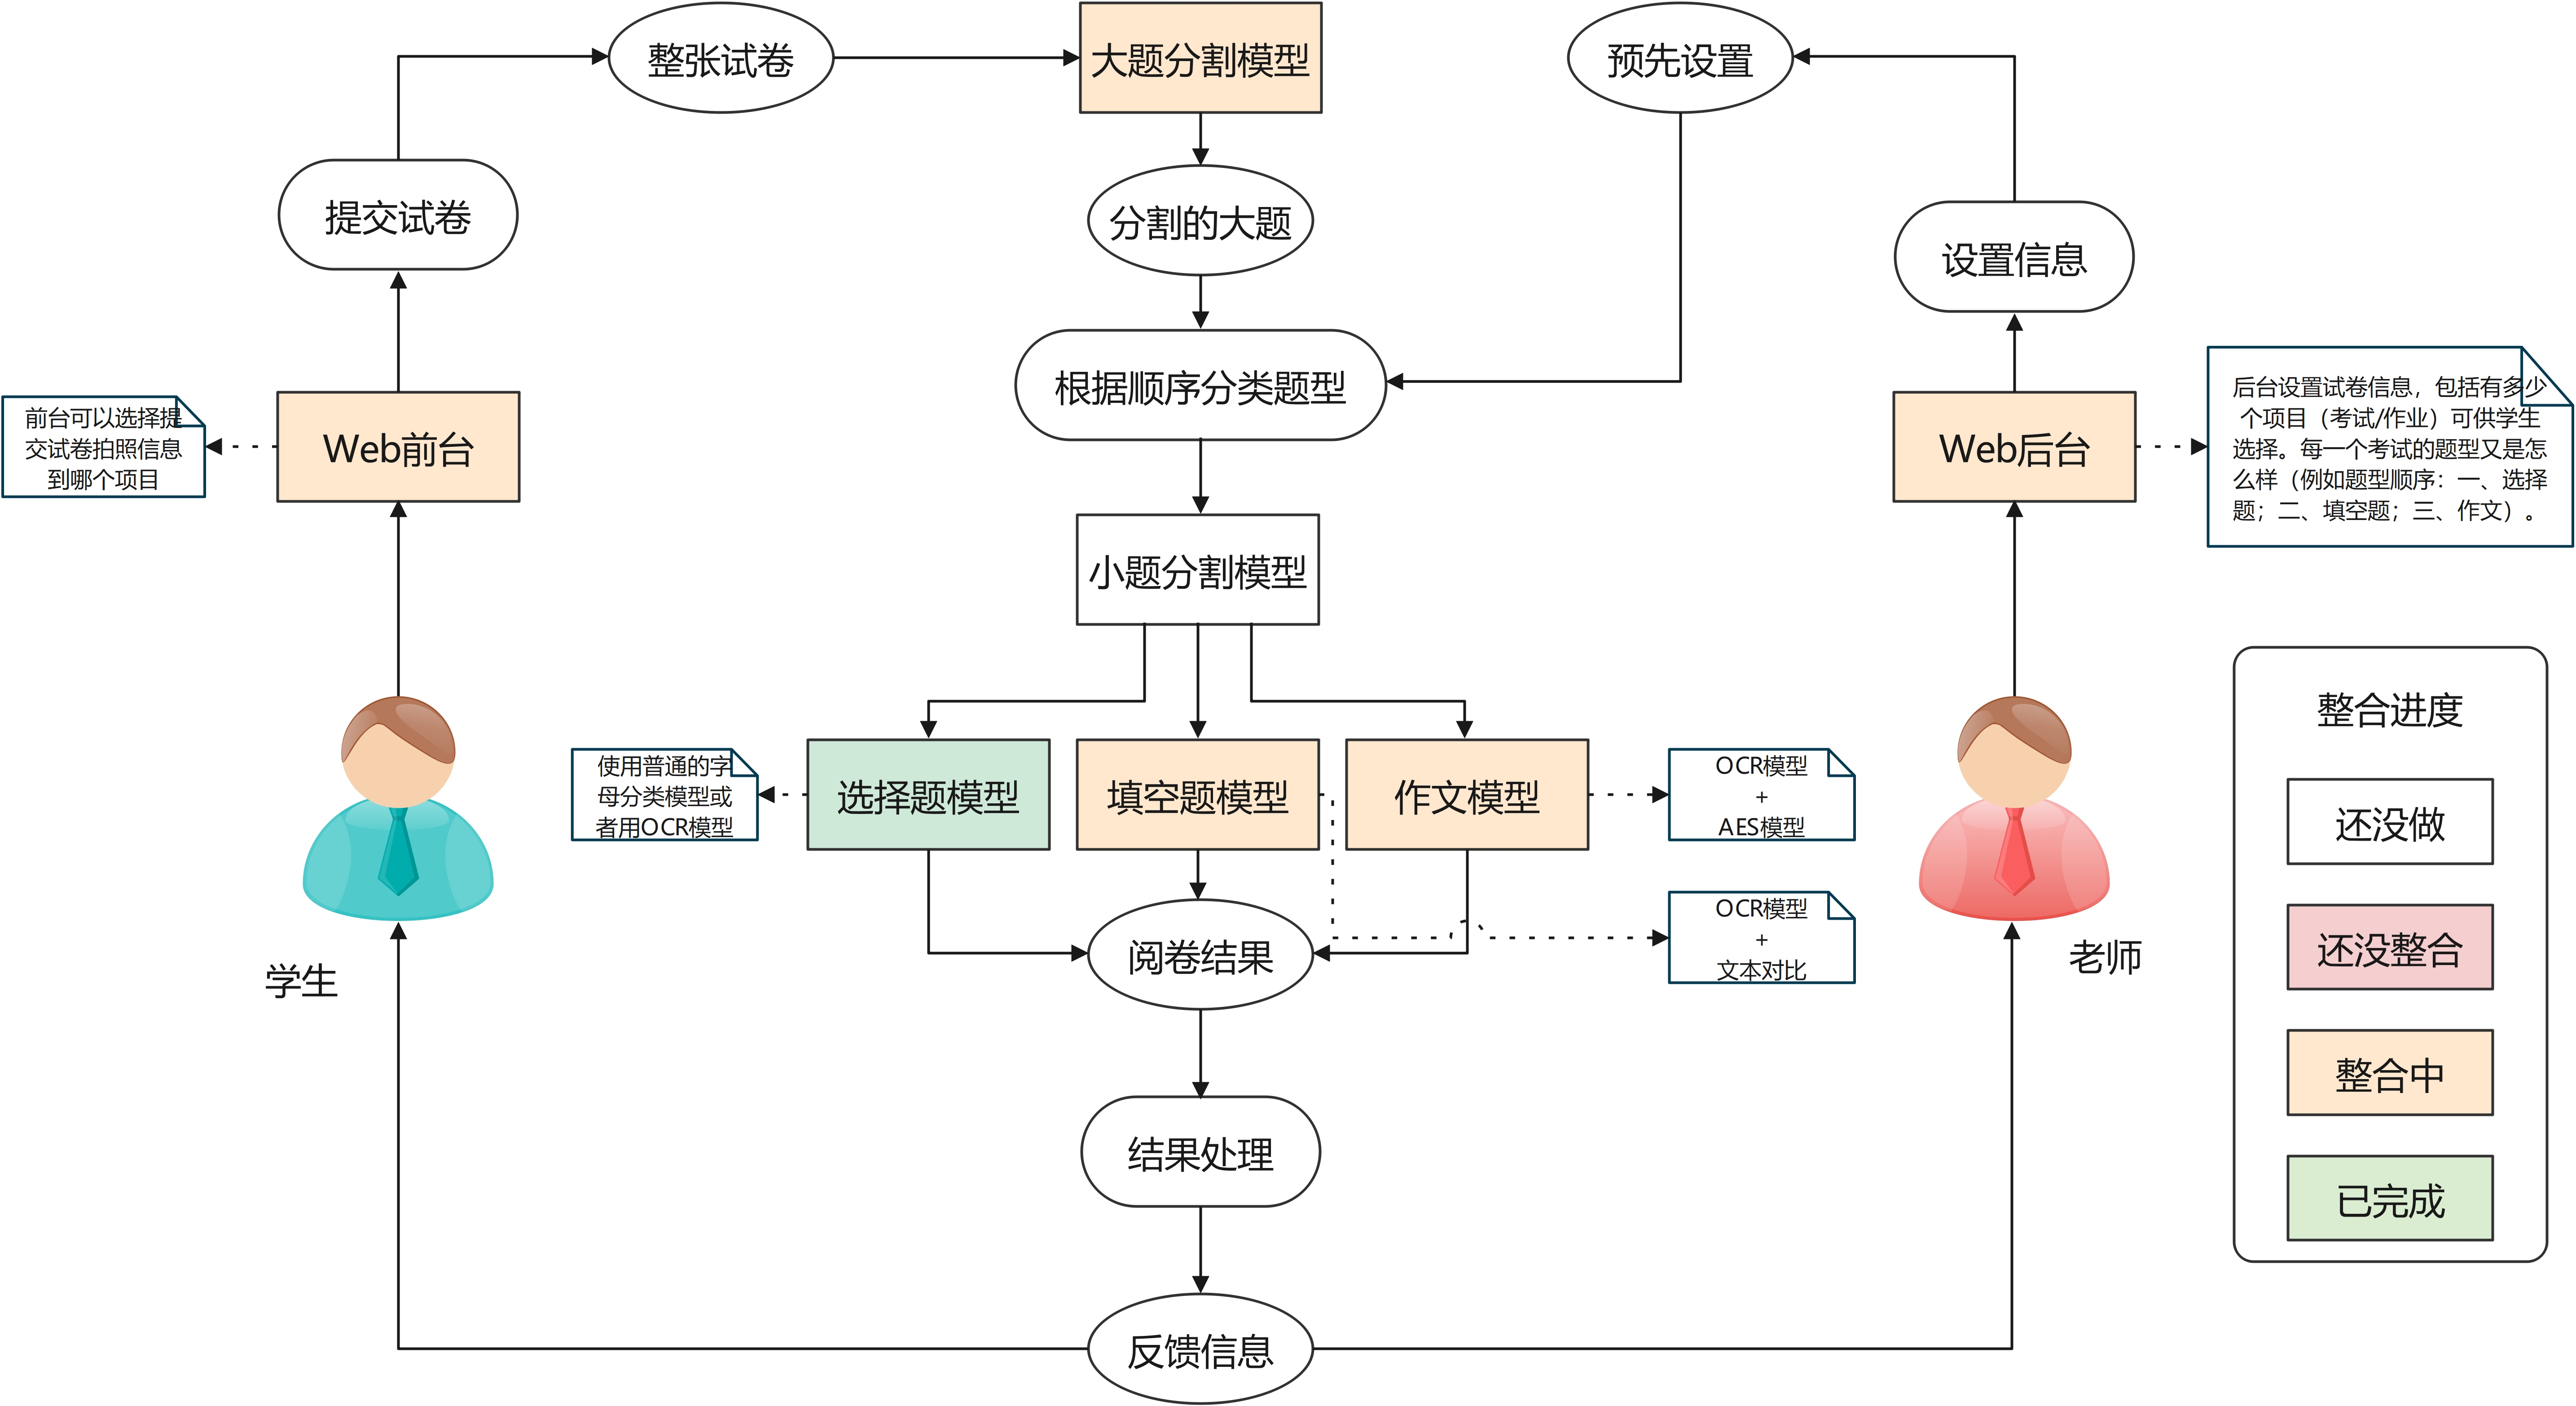 整张试卷
大题分割模型
预先设置
提交试卷
分割的大题
设置信息
根据顺序分类题型
前台可以选择提
交试卷拍照信息
到哪个项目
Web前台
Web后台
后台设置试卷信息，包括有多少
个项目（考试/作业）可供学生
选择。每一个考试的题型又是怎
么样（例如题型顺序：一、选择
题；二、填空题；三、作文）。
小题分割模型
使用普通的字
母分类模型或
者用OCR模型
选择题模型
填空题模型
作文模型
OCR模型
+
AES模型
OCR模型
+
文本对比
阅卷结果
学生
老师
结果处理
反馈信息
整合进度
还没做
还没整合
整合中
已完成